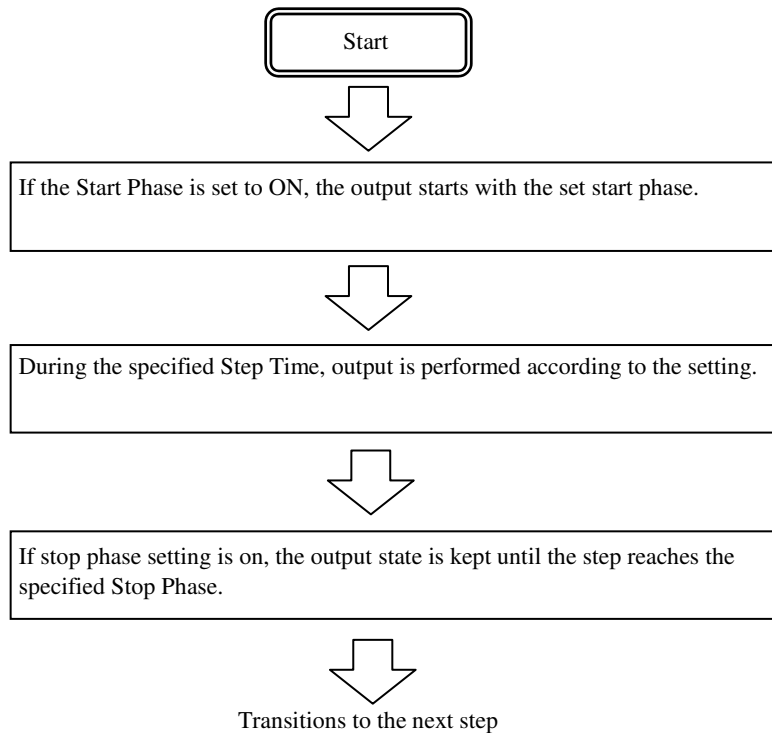 Start
If the Start Phase is set to ON, the output starts with the set start phase.
During the specified Step Time, output is performed according to the setting.
If stop phase setting is on, the output state is kept until the step reaches the
specified Stop Phase.
Transitions to the next step